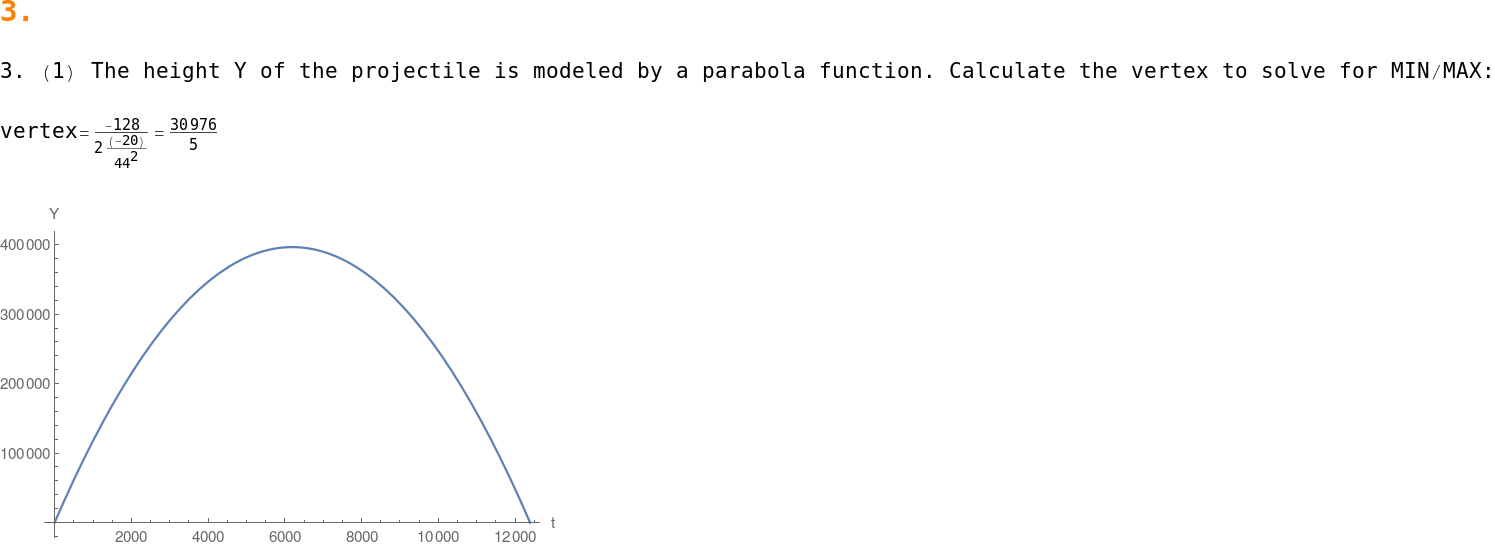 3.
3. (1) The height Y of the projectile is modeled by a parabola function. Calculate the vertex to solve for MIN/MAX:
vertex= -128 / (2 (-20)/44^2) = 30976/5
Y
400000
300000
200000
100000
2000 4000 6000 8000 10000 12000 t